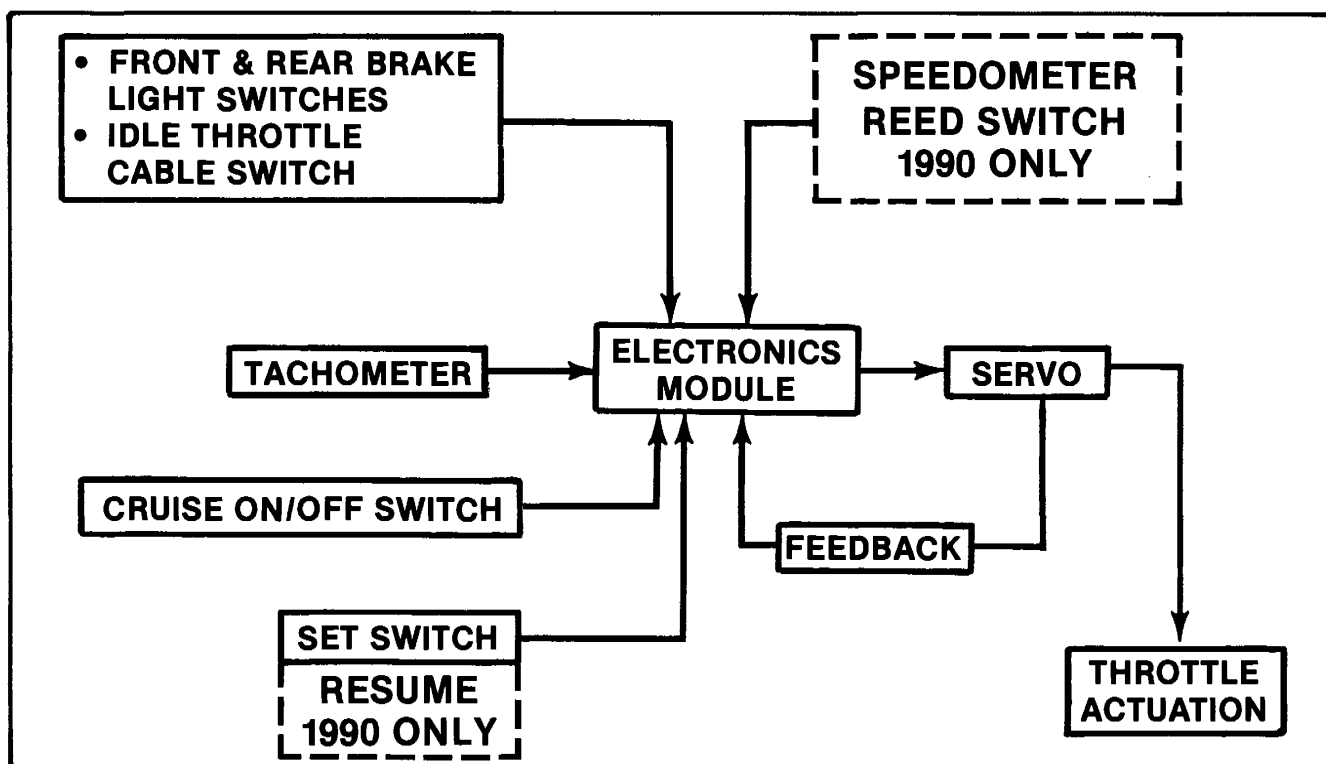 • FRONT & REAR BRAKE
LIGHT SWITCHES
• IDLE THROTTLE
CABLE SWITCH
SPEEDOMETER
REED SWITCH
1990 ONLY
TACHOMETER
ELECTRONICS
MODULE
SERVO
CRUISE ON/OFF SWITCH
FEEDBACK
SET SWITCH
RESUME
1990 ONLY
THROTTLE
ACTUATION